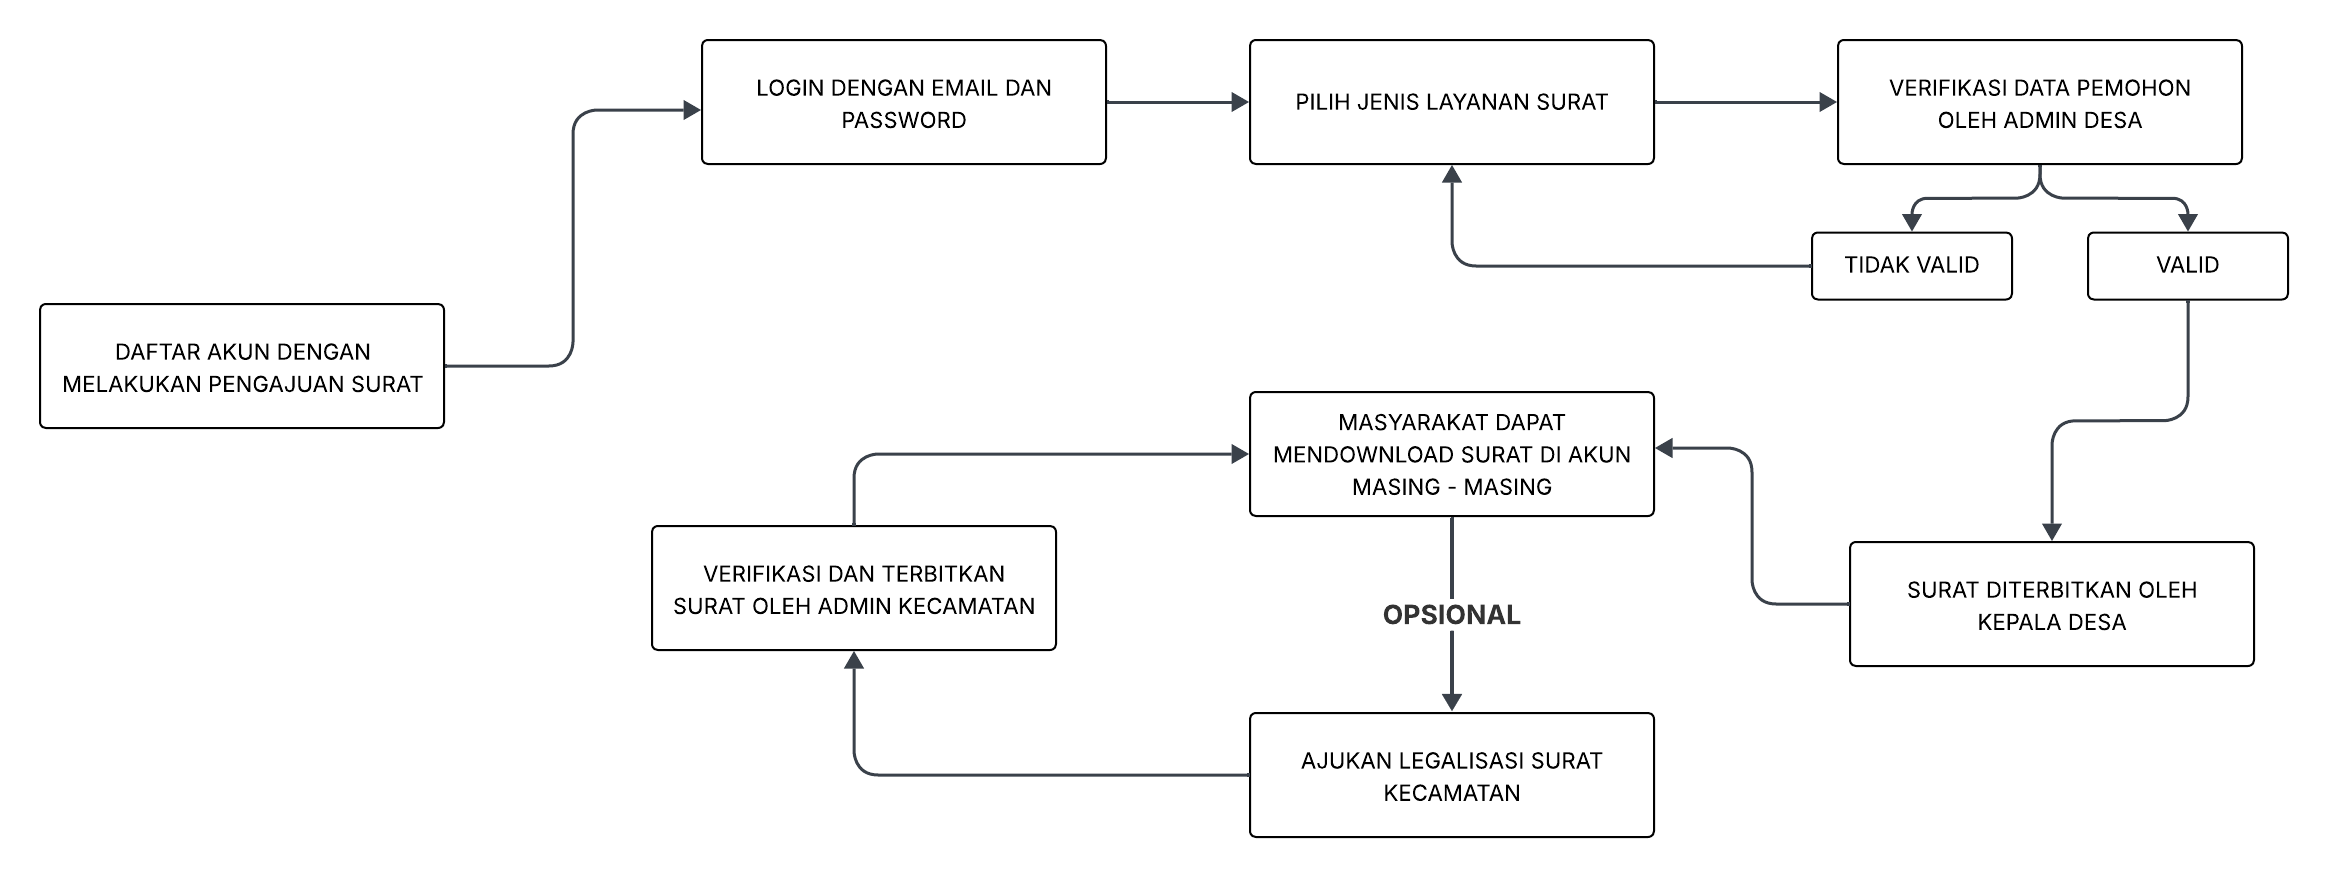 LOGIN DENGAN EMAIL DAN
PASSWORD
PILIH JENIS LAYANAN SURAT
VERIFIKASI DATA PEMOHON
OLEH ADMIN DESA
TIDAK VALID
VALID
DAFTAR AKUN DENGAN
MELAKUKAN PENGAJUAN SURAT
MASYARAKAT DAPAT
MENDOWNLOAD SURAT DI AKUN
MASING - MASING
VERIFIKASI DAN TERBITKAN
SURAT OLEH ADMIN KECAMATAN
OPSIONAL
SURAT DITERBITKAN OLEH
KEPALA DESA
AJUKAN LEGALISASI SURAT
KECAMATAN